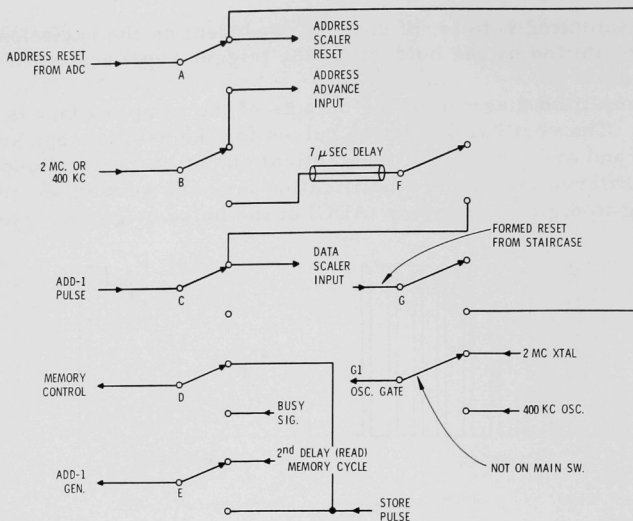 ADDRESS RESET
FROM ADC
A
ADDRESS
SCALER
RESET
ADDRESS
ADVANCE
INPUT
2 MC. OR
400 KC
B
7 μ SEC DELAY
F
FORMED RESET
FROM STAIRCASE
ADD-1
PULSE
C
DATA
SCALER
INPUT
G
MEMORY
CONTROL
D
BUSY
SIG.
G1
OSC. GATE
2 MC XTAL
400 KC OSC.
NOT ON MAIN SW.
ADD-1
GEN.
E
2nd DELAY (READ)
MEMORY CYCLE
STORE
PULSE